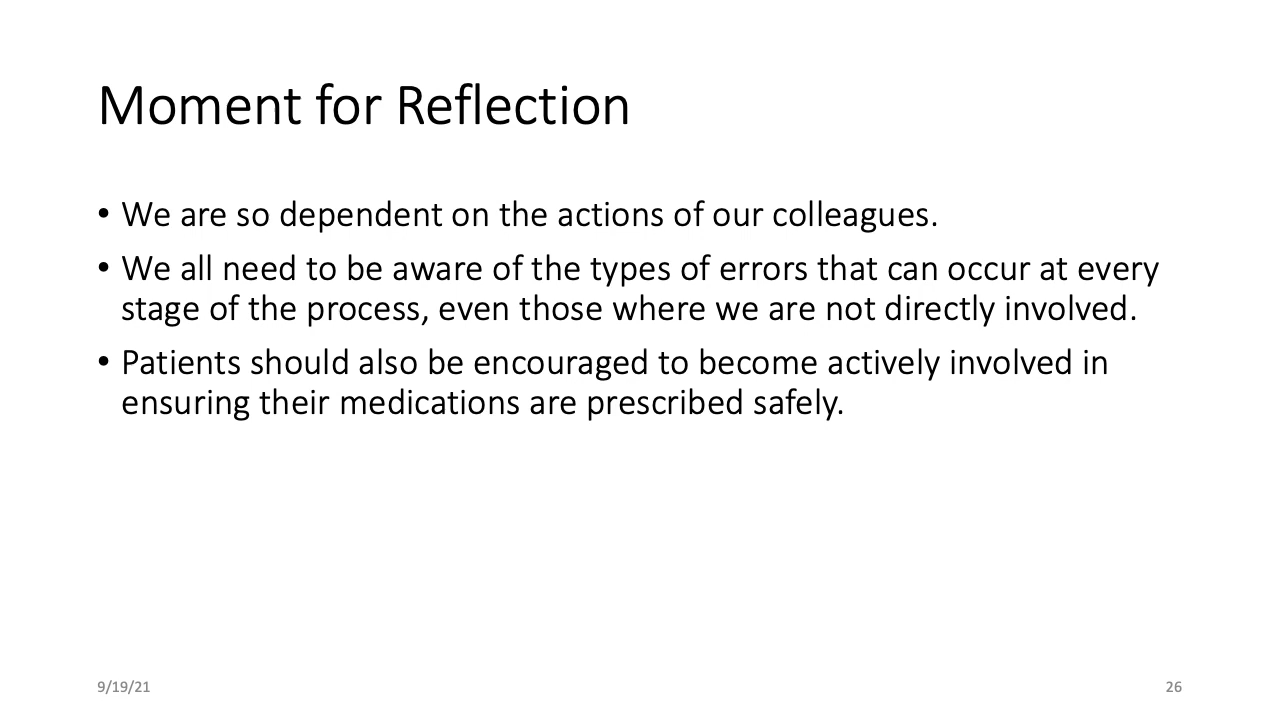 Moment for Reflection
• We are so dependent on the actions of our colleagues.
• We all need to be aware of the types of errors that can occur at every
stage of the process, even those where we are not directly involved.
• Patients should also be encouraged to become actively involved in
ensuring their medications are prescribed safely.
9/19/21
26